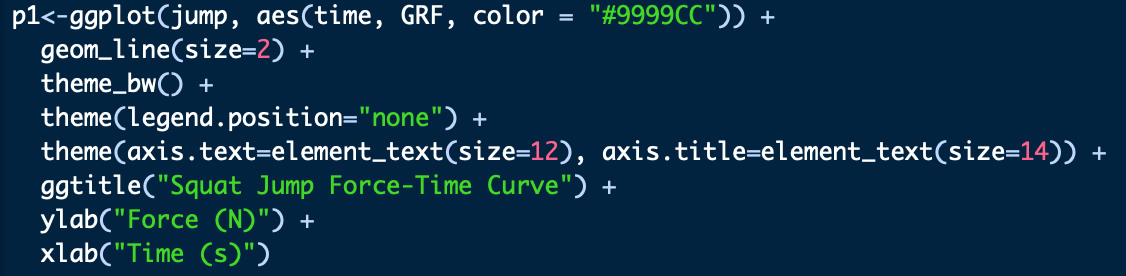 p1<-ggplot(jump, aes(time, GRF, color = "#9999CC")) +
  geom_line(size=2) +
  theme_bw() +
  theme(legend.position="none") +
  theme(axis.text=element_text(size=12), axis.title=element_text(size=14)) +
  ggtitle("Squat Jump Force-Time Curve") +
  ylab("Force (N)") +
  xlab("Time (s)")